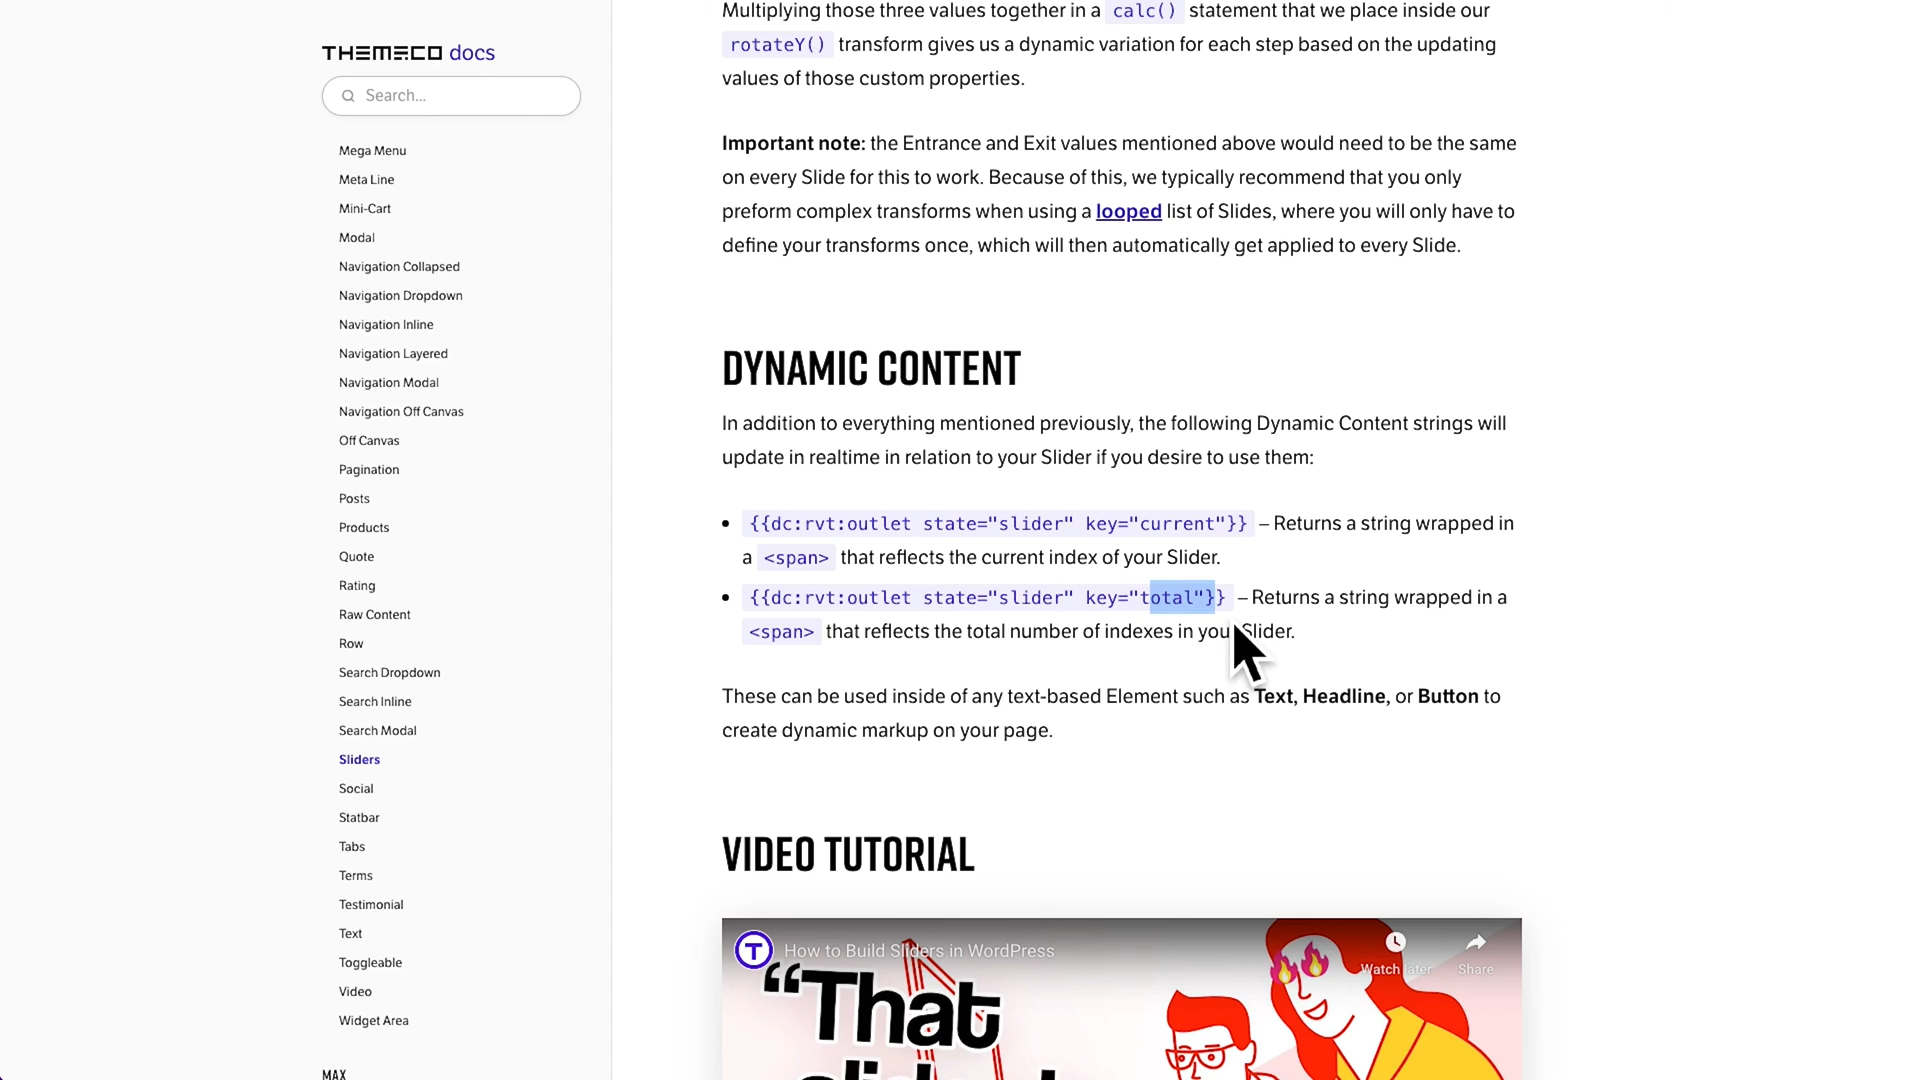 THEMECO docs
Search...
Mega Menu
Meta Line
Mini-Cart
Modal
Navigation Collapsed
Navigation Dropdown
Navigation Inline
Navigation Layered
Navigation Modal
Navigation Off Canvas
Off Canvas
Pagination
Posts
Products
Quote
Rating
Raw Content
Row
Search Dropdown
Search Inline
Search Modal
Sliders
Social
Statbar
Tabs
Terms
Testimonial
Text
Toggleable
Video
Widget Area
MAX
Multiplying those three values together in a calc() statement that we place inside our
rotateY() transform gives us a dynamic variation for each step based on the updating
values of those custom properties.
Important note: the Entrance and Exit values mentioned above would need to be the same
on every Slide for this to work. Because of this, we typically recommend that you only
preform complex transforms when using a looped list of Slides, where you will only have to
define your transforms once, which will then automatically get applied to every Slide.
DYNAMIC CONTENT
In addition to everything mentioned previously, the following Dynamic Content strings will
update in realtime in relation to your Slider if you desire to use them:
• {{dc:rvt:outlet state="slider" key="current"}} – Returns a string wrapped in
a <span> that reflects the current index of your Slider.
• {{dc:rvt:outlet state="slider" key="total"}} – Returns a string wrapped in a
<span> that reflects the total number of indexes in your Slider.
These can be used inside of any text-based Element such as Text, Headline, or Button to
create dynamic markup on your page.
VIDEO TUTORIAL
T How to Build Sliders in WordPress
Watch later
Share
“That